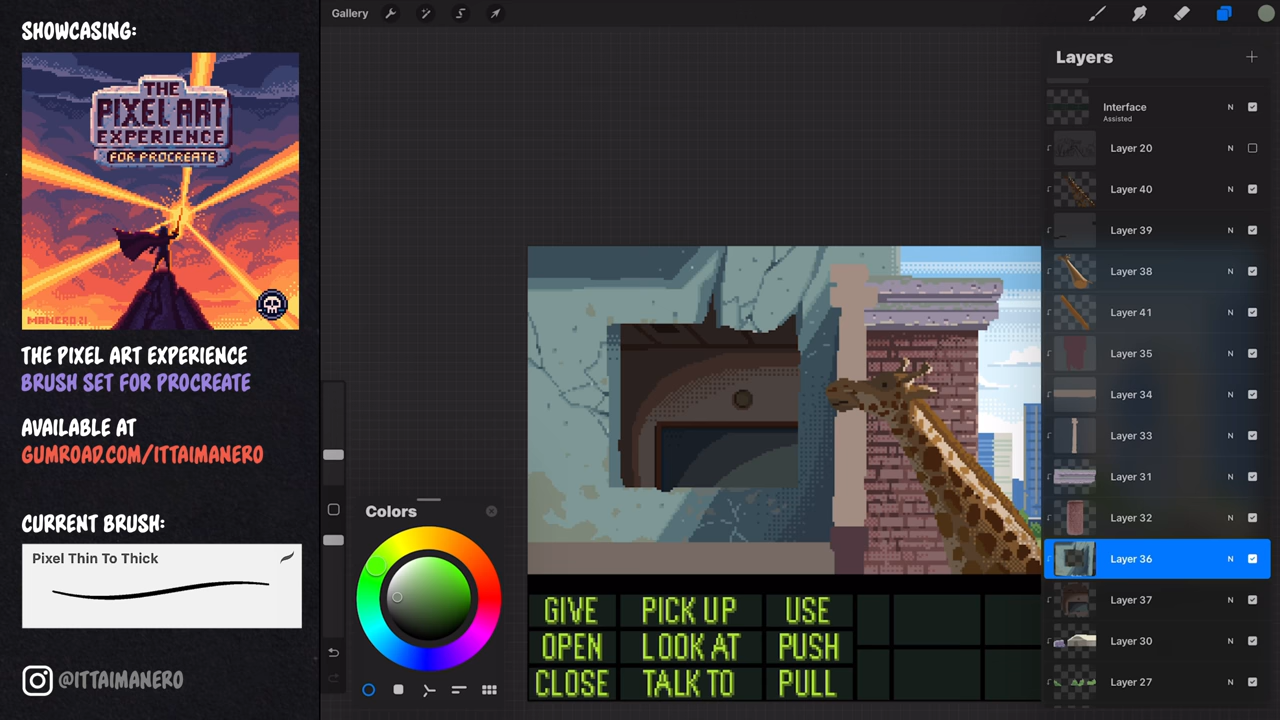 SHOWCASING:
THE
PIXEL ART
EXPERIENCE
FOR PROCREATE
MANERO 21
THE PIXEL ART EXPERIENCE
BRUSH SET FOR PROCREATE
AVAILABLE AT
GUMROAD.COM/ITTAIMANERO
CURRENT BRUSH:
Pixel Thin To Thick
@ITTAIMANERO
Gallery
Colors
GIVE PICK UP USE
OPEN LOOK AT PUSH
CLOSE TALK TO PULL
Layers
Interface N
Assisted
Layer 20 N
Layer 40 N
Layer 39 N
Layer 38 N
Layer 41 N
Layer 35 N
Layer 34 N
Layer 33 N
Layer 31 N
Layer 32 N
Layer 36 N
Layer 37 N
Layer 30 N
Layer 27 N